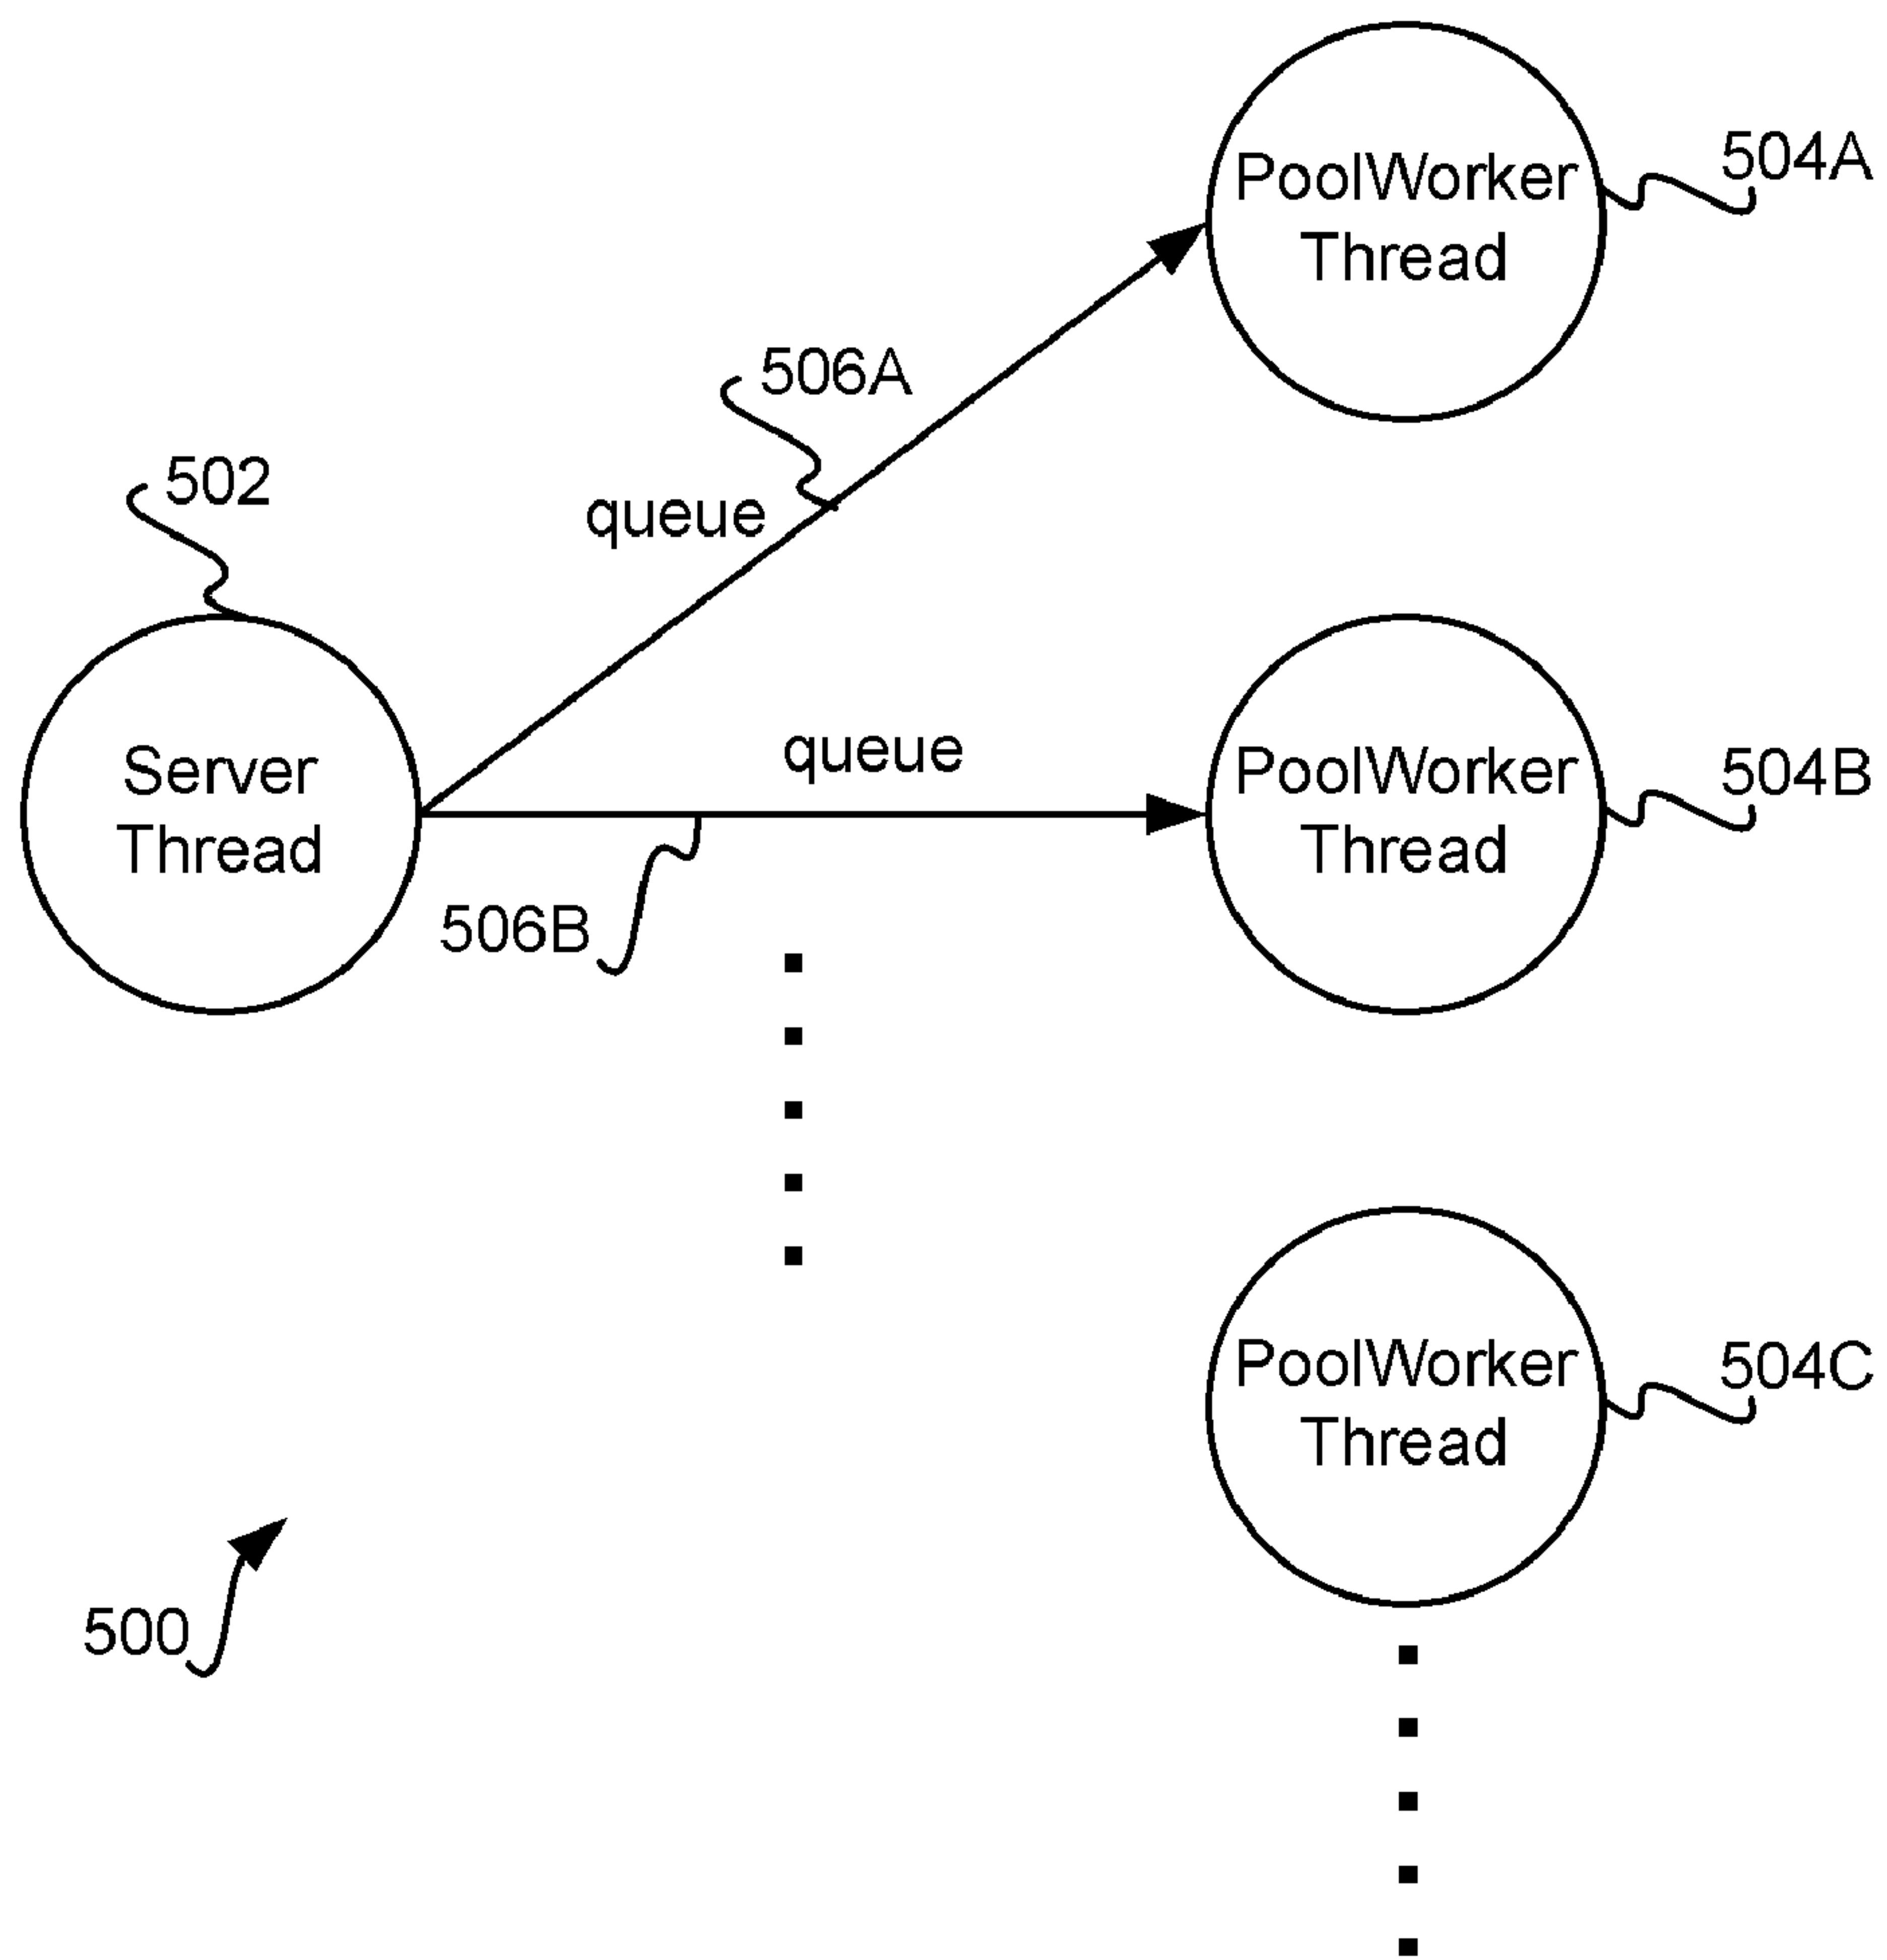 PoolWorker
Thread
504A
506A
queue
502
Server
Thread
queue
PoolWorker
Thread
504B
506B
PoolWorker
Thread
504C
500